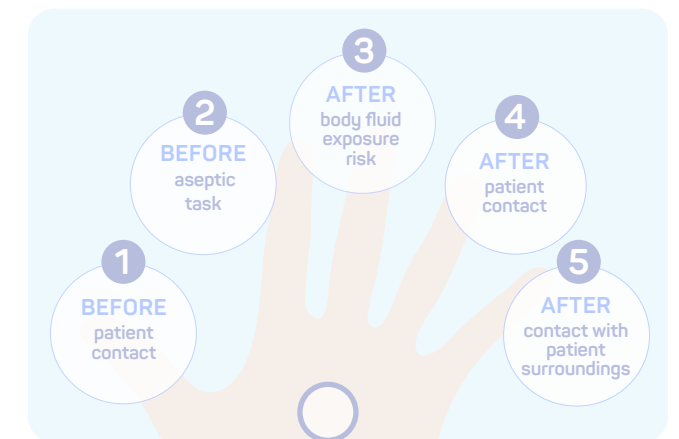 1
BEFORE
patient
contact
2
BEFORE
aseptic
task
3
AFTER
body fluid
exposure
risk
4
AFTER
patient
contact
5
AFTER
contact with
patient
surroundings